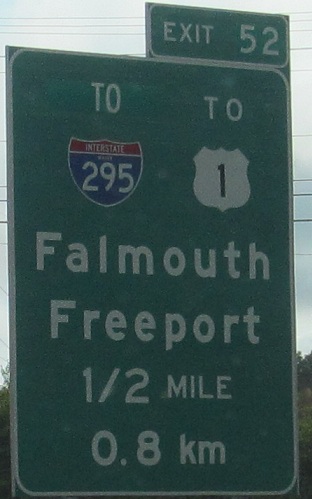 EXIT 52
TO TO
INTERSTATE
295 1
Falmouth
Freeport
1/2 MILE
0.8 km